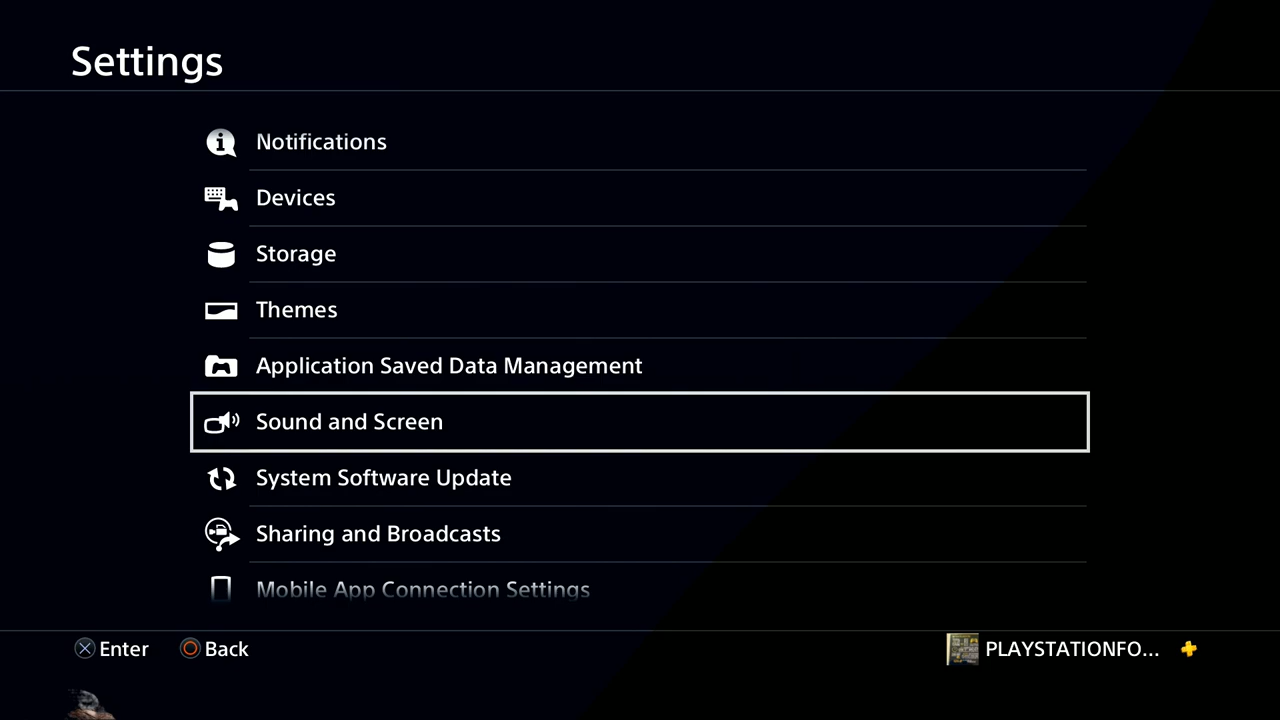 Settings
Notifications
Devices
Storage
Themes
Application Saved Data Management
Sound and Screen
System Software Update
Sharing and Broadcasts
Mobile App Connection Settings
Enter Back PLAYSTATIONFO...